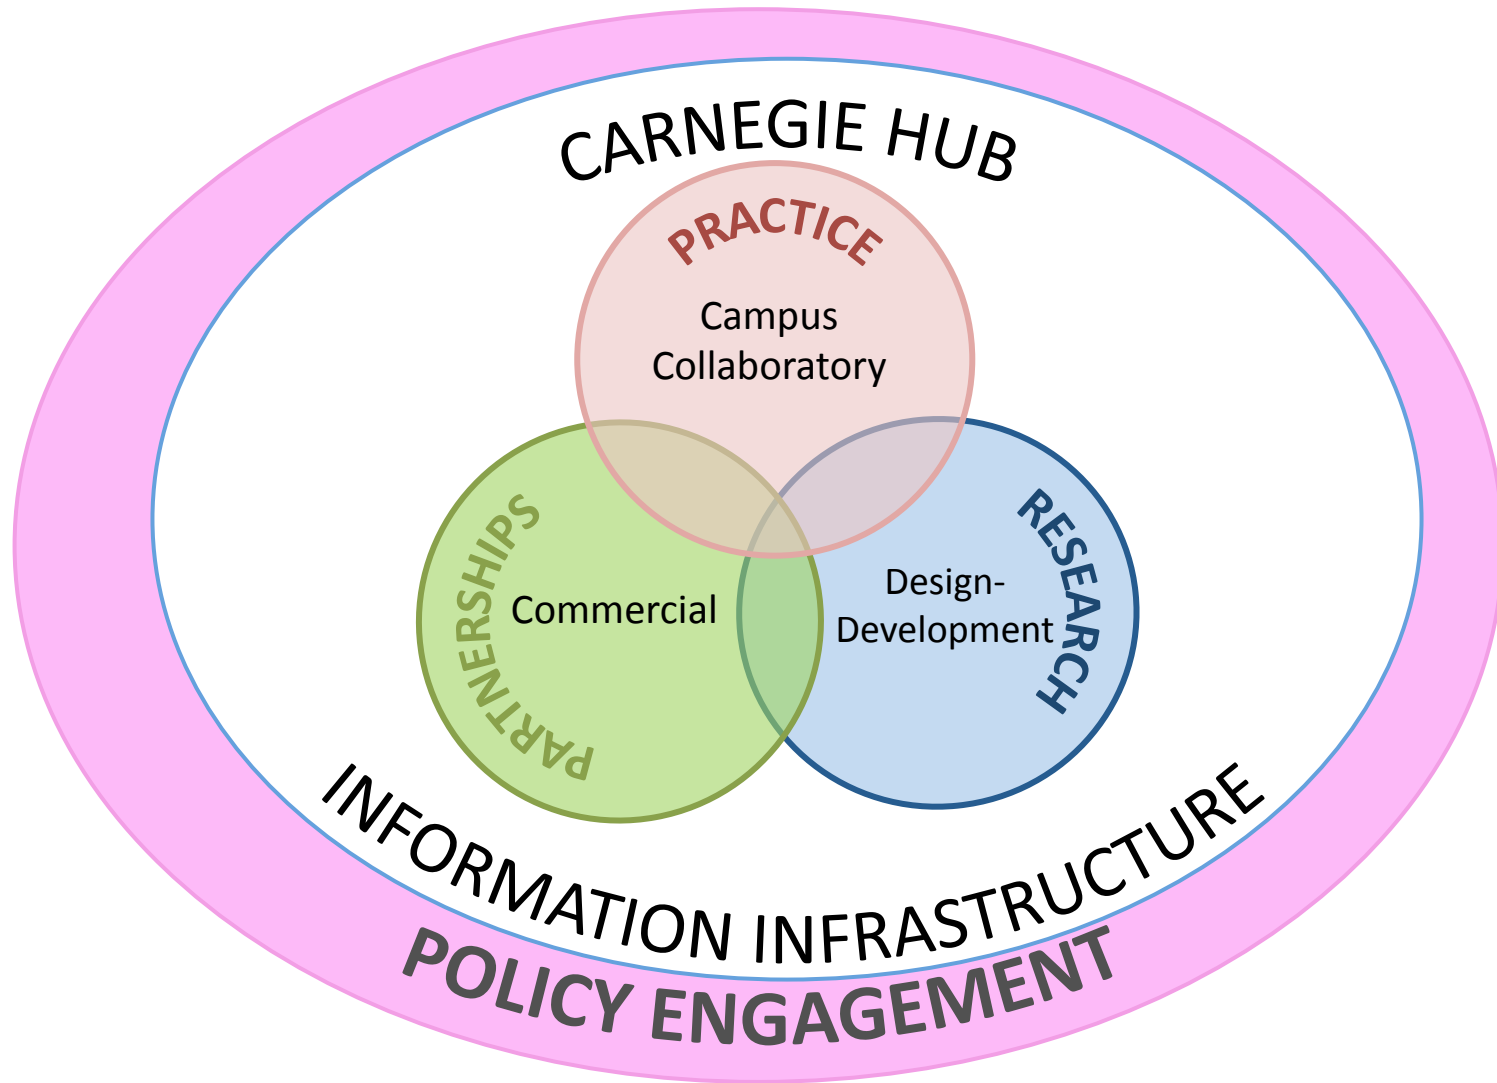 CARNEGIE HUB
PRACTICE
Campus
Collaboratory
PARTNERSHIPS
Commercial
Design-
Development
RESEARCH
INFORMATION INFRASTRUCTURE
POLICY ENGAGEMENT